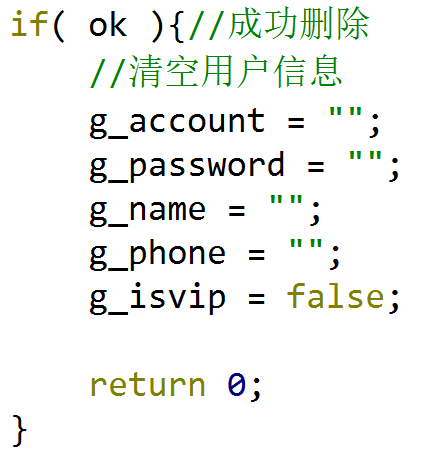 if( ok ){//成功删除
    //清空用户信息
    g_account = "";
    g_password = "";
    g_name = "";
    g_phone = "";
    g_isvip = false;

    return 0;
}